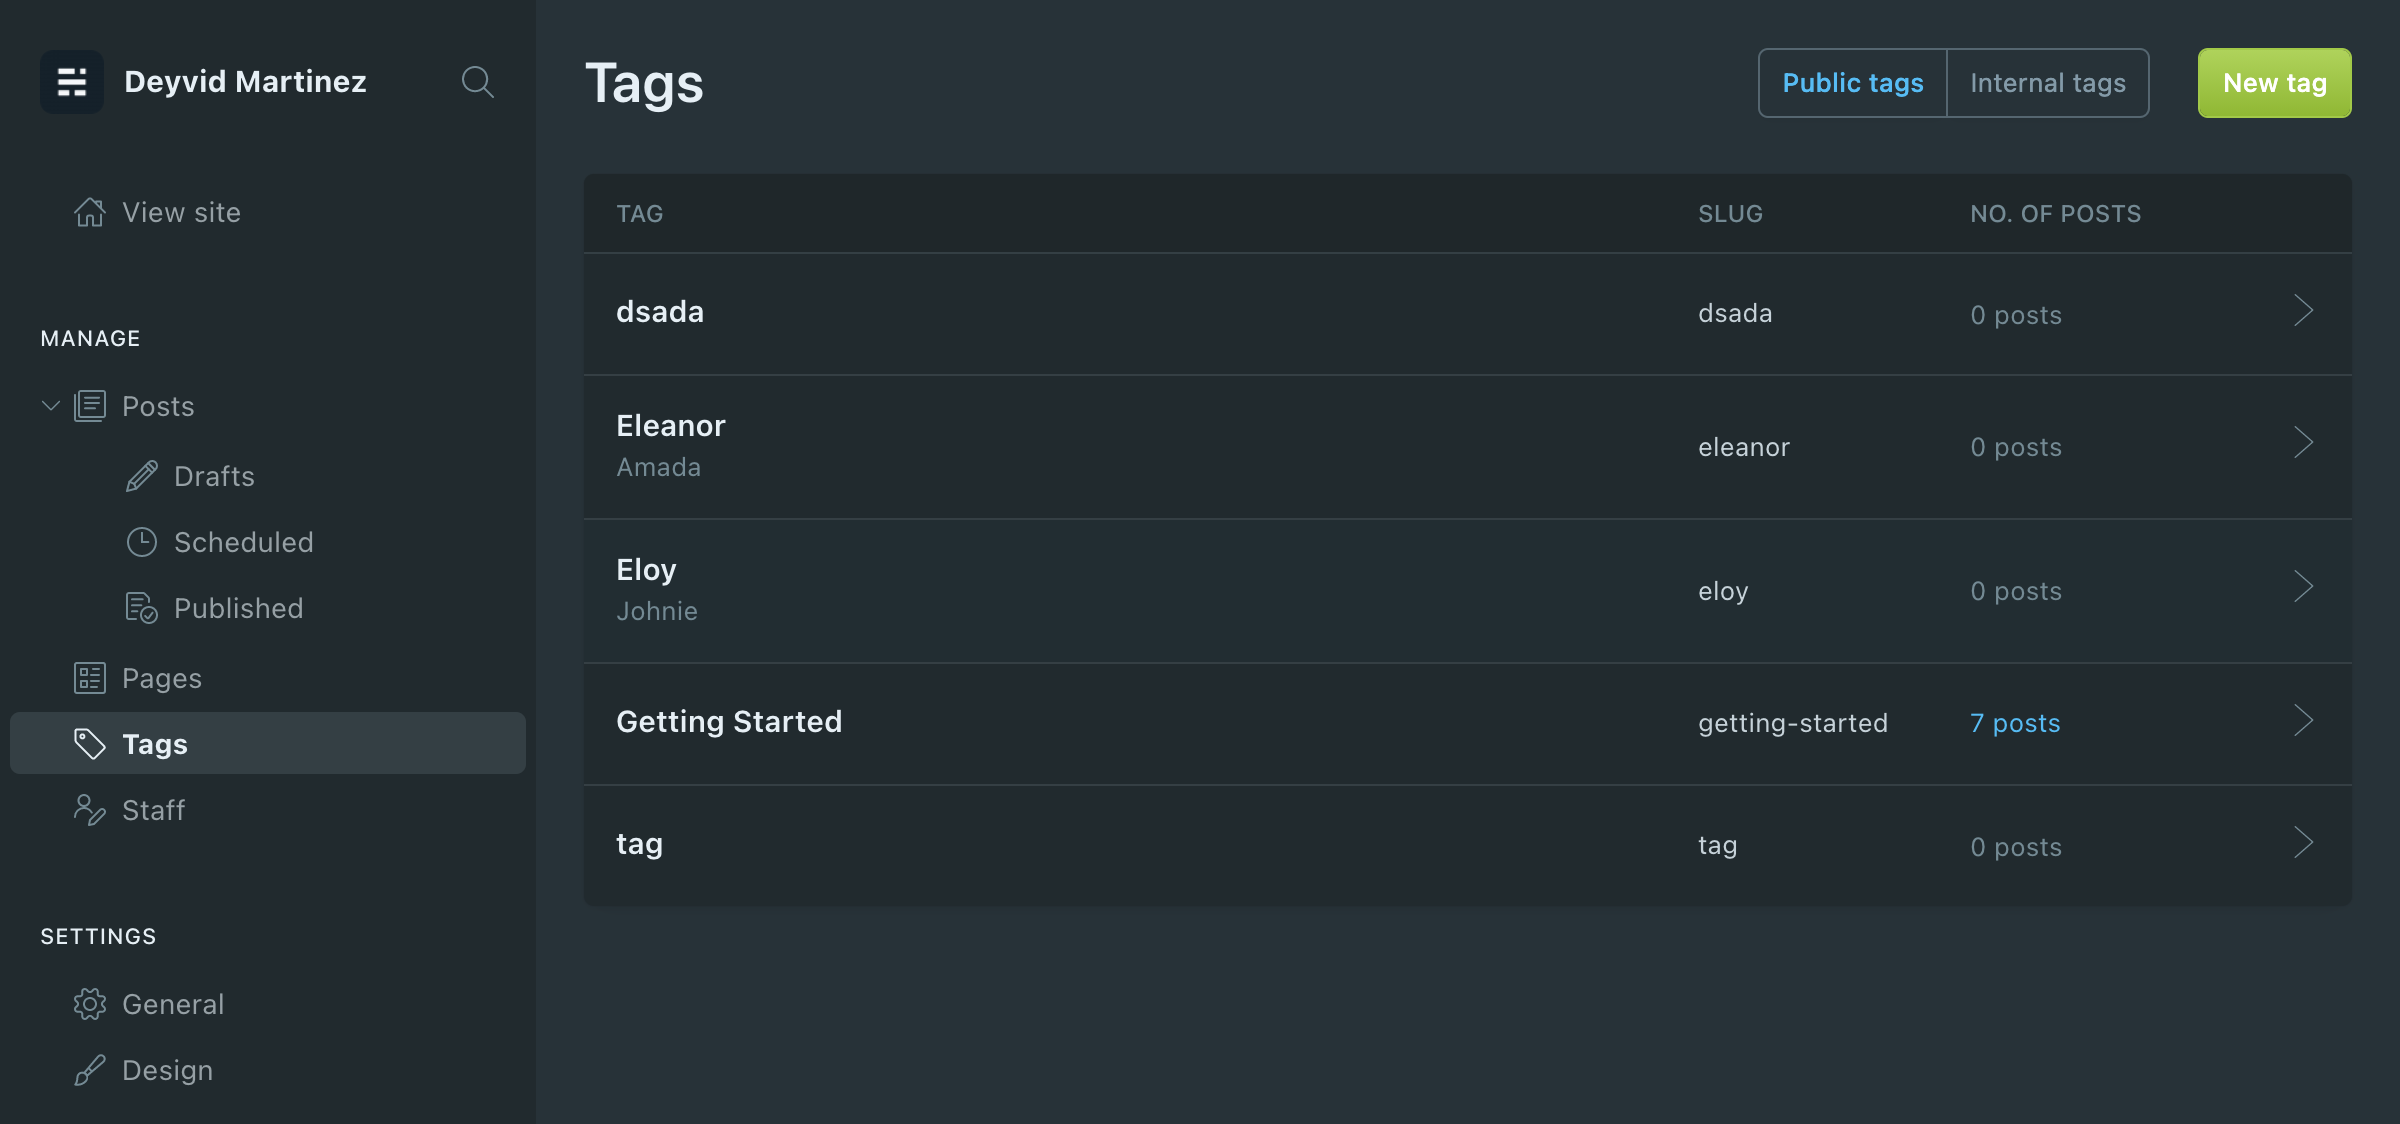 Deyvid Martinez
View site
MANAGE
Posts
Drafts
Scheduled
Published
Pages
Tags
Staff
SETTINGS
General
Design
Tags
Public tags
Internal tags
New tag
TAG SLUG NO. OF POSTS
dsada dsada 0 posts
Eleanor
Amada
eleanor 0 posts
Eloy
Johnie
eloy 0 posts
Getting Started getting-started 7 posts
tag tag 0 posts